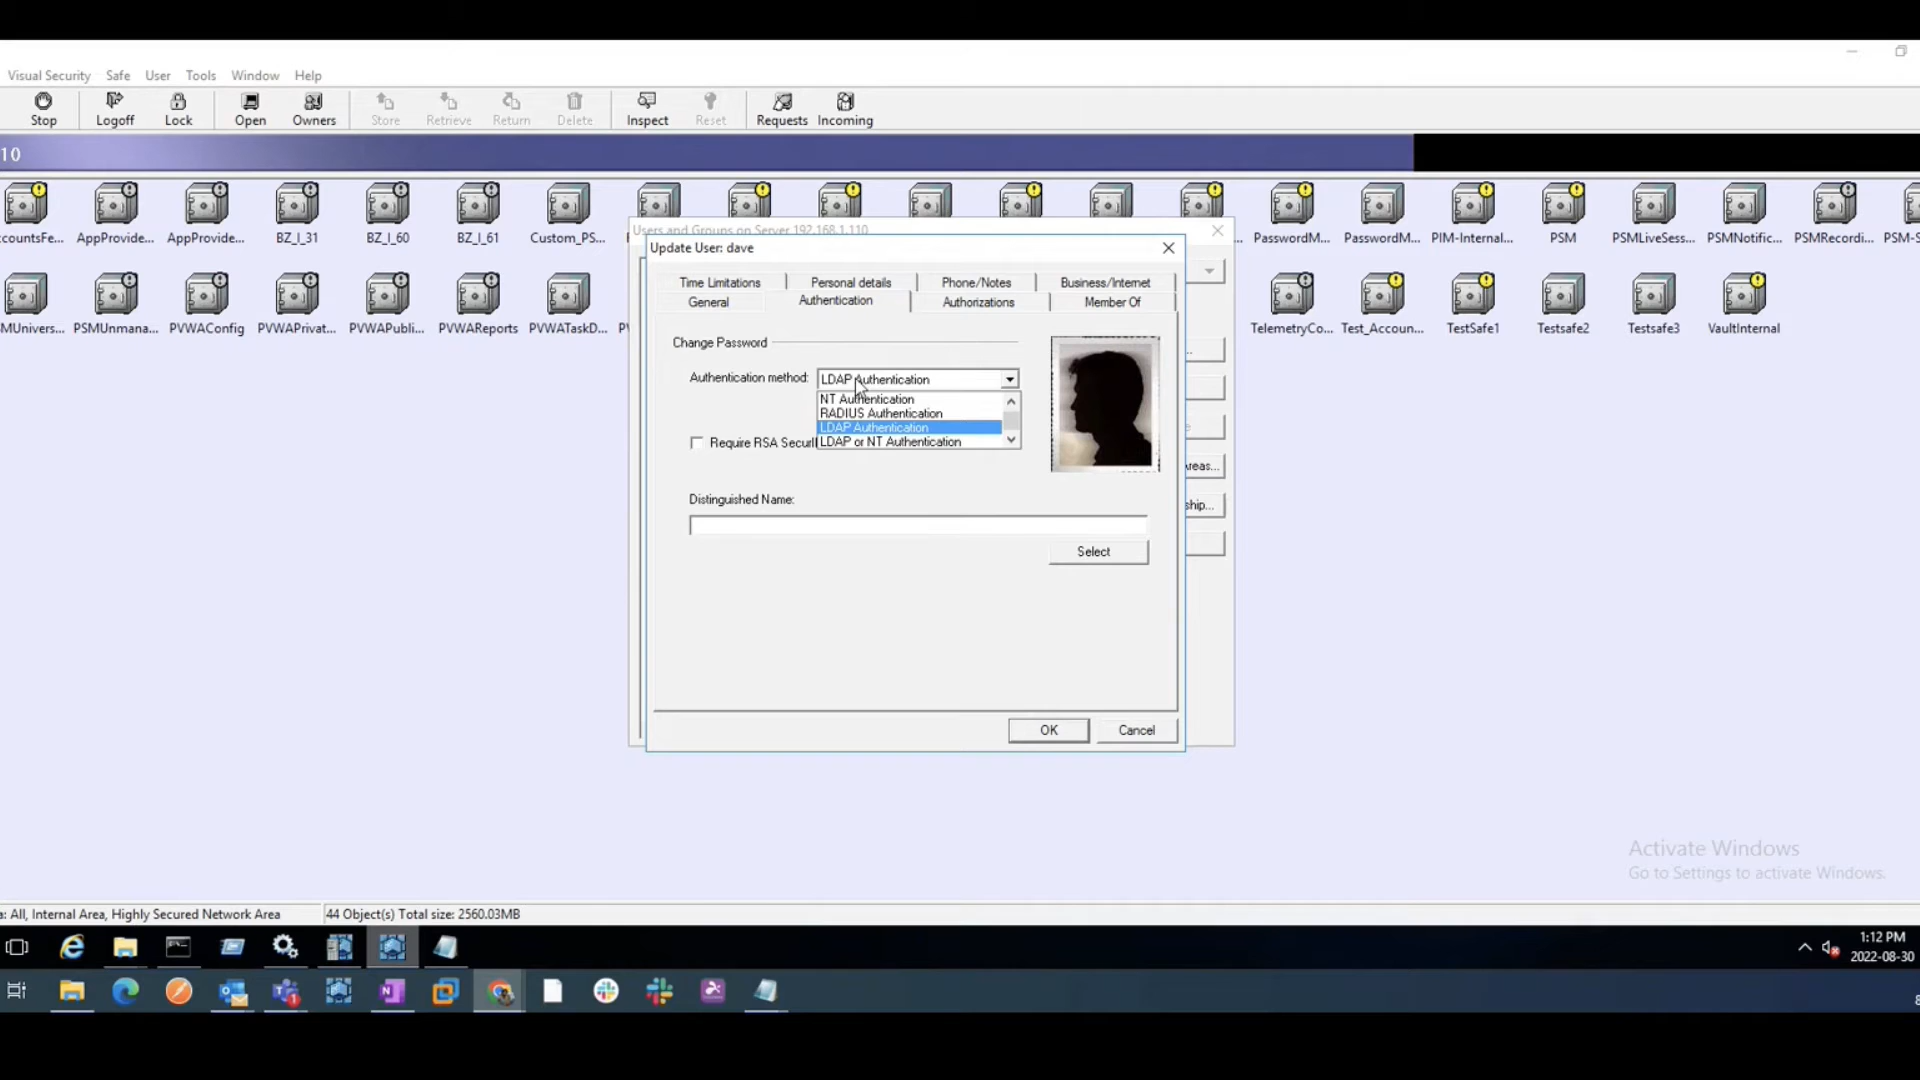 Visual Security Safe User Tools Window Help
Stop Logoff Lock Open Owners Store Retrieve Return Delete Inspect Reset Requests Incoming
10
countsFe... AppProvide... AppProvide... BZ_I_31 BZ_I_60 BZ_I_61 Custom_PS... PasswordM... PasswordM... PIM-Internal... PSM PSMLiveSess... PSMNotific... PSMRecordi... PSM-S
Users and Groups on Server 192.168.1.110
Update User: dave
Time Limitations Personal details Phone/Notes Business/Internet
General Authentication Authorizations Member Of
MUnivers... PSMUnmana... PVWAConfig PVWAPrivat... PVWAPubli... PVWAReports PVWATaskD... TelemetryCo... Test_Accoun... TestSafe1 Testsafe2 Testsafe3 VaultInternal
Change Password
Authentication method: LDAP Authentication
NT Authentication
RADIUS Authentication
LDAP Authentication
Require RSA Securi LDAP or NT Authentication
reas...
Distinguished Name:
ship...
Select
OK Cancel
Activate Windows
Go to Settings to activate Windows.
a: All, Internal Area, Highly Secured Network Area 44 Object(s) Total size: 2560.03MB
1:12 PM
2022-08-30